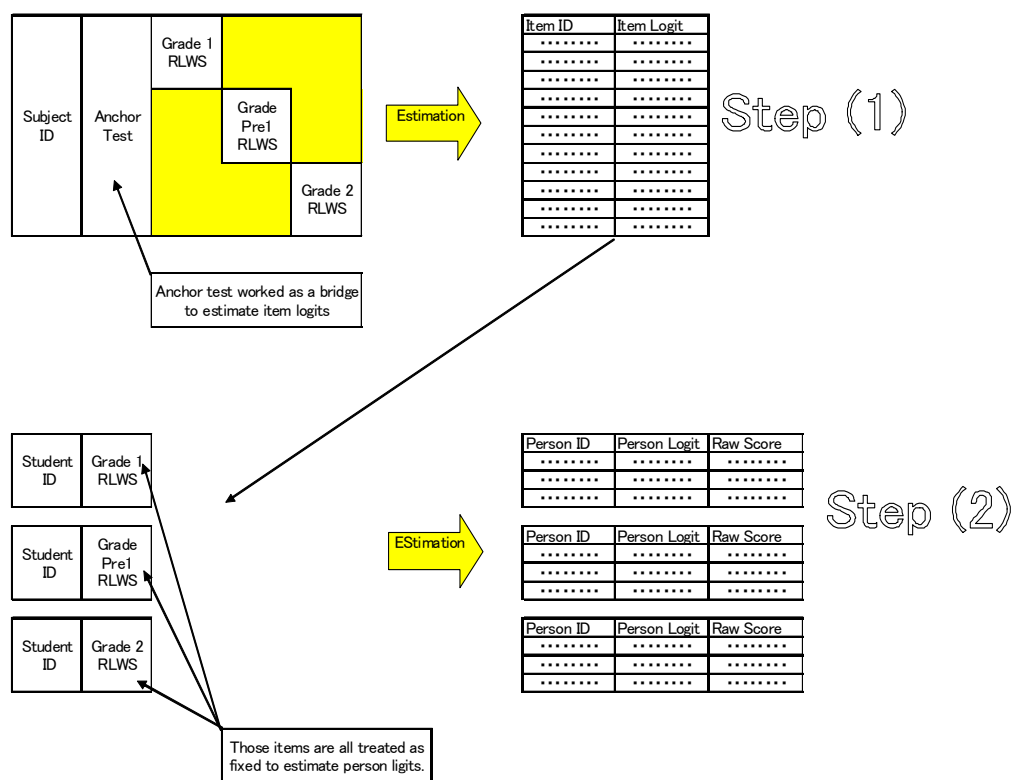 Subject
ID
Anchor
Test
Grade 1
RLWS
Grade
Pre1
RLWS
Grade 2
RLWS
Estimation
Item ID Item Logit
········ ········
········ ········
········ ········
········ ········
········ ········
········ ········
········ ········
········ ········
········ ········
········ ········
········ ········
Step (1)
Anchor test worked as a bridge
to estimate item logits
Student
ID
Grade 1
RLWS
Student
ID
Grade
Pre1
RLWS
Student
ID
Grade 2
RLWS
EStimation
Person ID Person Logit Raw Score
········ ········ ········
········ ········ ········
········ ········ ········
Person ID Person Logit Raw Score
········ ········ ········
········ ········ ········
········ ········ ········
Person ID Person Logit Raw Score
········ ········ ········
········ ········ ········
········ ········ ········
Step (2)
Those items are all treated as
fixed to estimate person ligits.